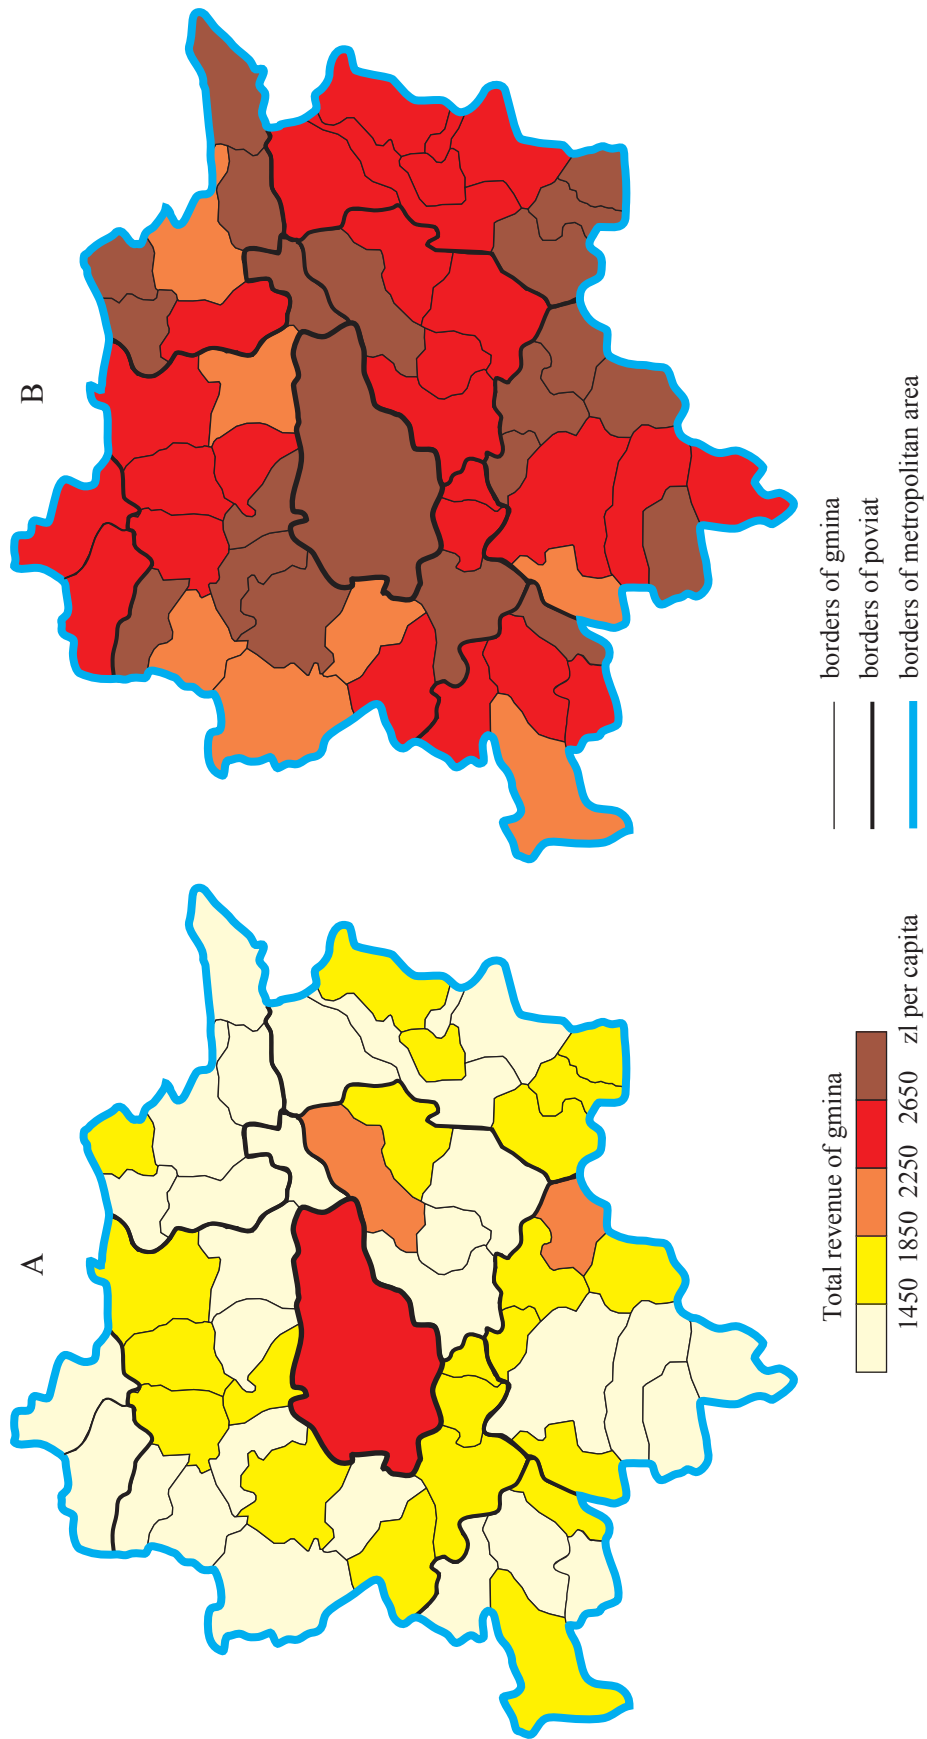 A
B
Total revenue of gmina
1450 1850 2250 2650 zl per capita
borders of gmina
borders of poviat
borders of metropolitan area